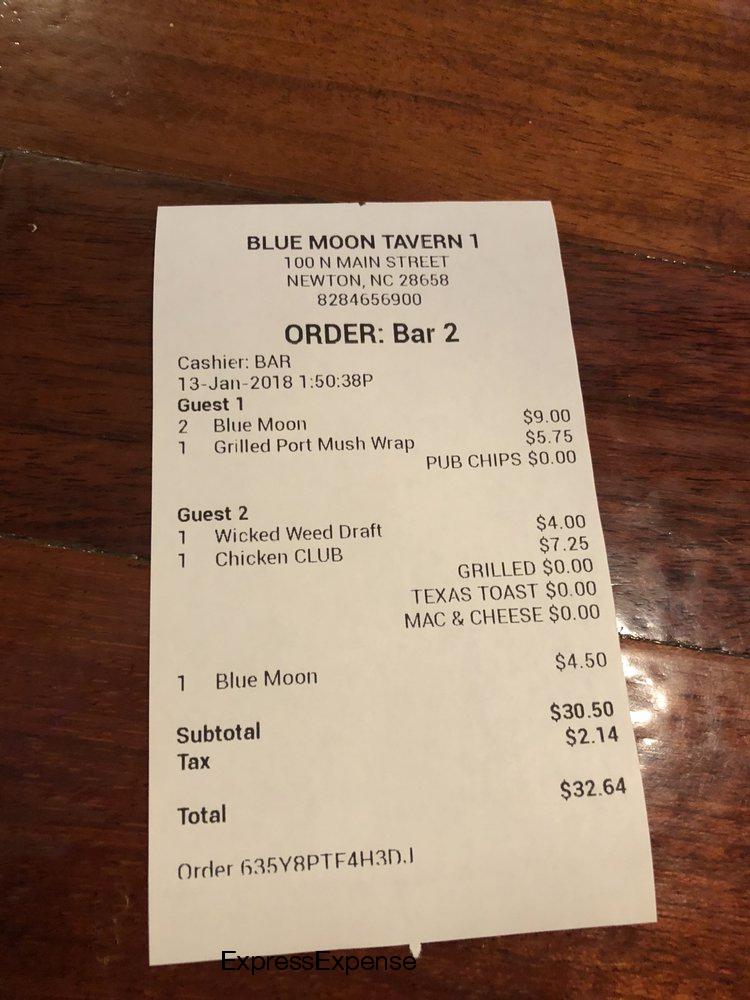 BLUE MOON TAVERN 1
100 N MAIN STREET
NEWTON, NC 28658
8284656900
ORDER: Bar 2
Cashier: BAR
13-Jan-2018 1:50:38P
Guest 1
2 Blue Moon $9.00
1 Grilled Port Mush Wrap $5.75
PUB CHIPS $0.00
Guest 2
1 Wicked Weed Draft $4.00
1 Chicken CLUB $7.25
GRILLED $0.00
TEXAS TOAST $0.00
MAC & CHEESE $0.00
1 Blue Moon $4.50
Subtotal $30.50
Tax $2.14
Total $32.64
Order
ExpressExpense